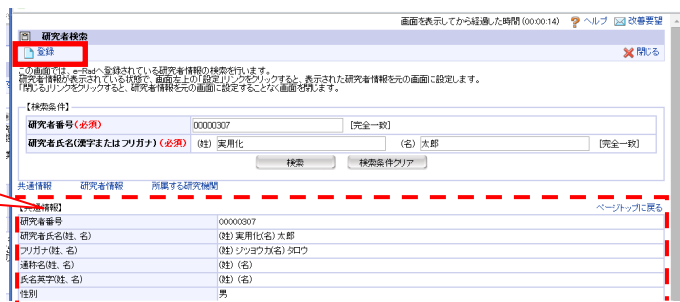 画面を表示してから経過した時間(00:00:14) ヘルプ 改善要望
研究者検索
登録 閉じる
この画面では、e-Radへ登録されている研究者情報の検索を行います。
研究者情報が表示されている状態で、画面左上の「設定」リンクをクリックすると、表示された研究者情報を元の画面に設定します。
「閉じる」リンクをクリックすると、研究者情報を元の画面に設定することなく画面を閉じます。
【検索条件】
研究者番号(必須) 00000307 [完全一致]
研究者氏名(漢字またはフリガナ)(必須) (姓) 実用化 (名) 太郎 [完全一致]
検索 検索条件クリア
共通情報 研究者情報 所属する研究機関
【共通情報】 ページトップに戻る
研究者番号 00000307
研究者氏名(姓、名) (姓) 実用化(名) 太郎
フリガナ(姓、名) (姓) ジツヨウカ(名) タロウ
通称名(姓、名) (姓) (名)
氏名英字(姓、名) (姓) (名)
性別 男